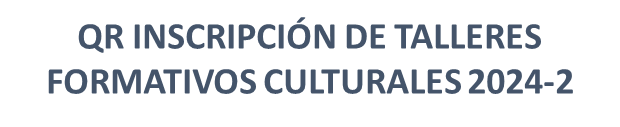 QR INSCRIPCIÓN DE TALLERES
FORMATIVOS CULTURALES 2024-2